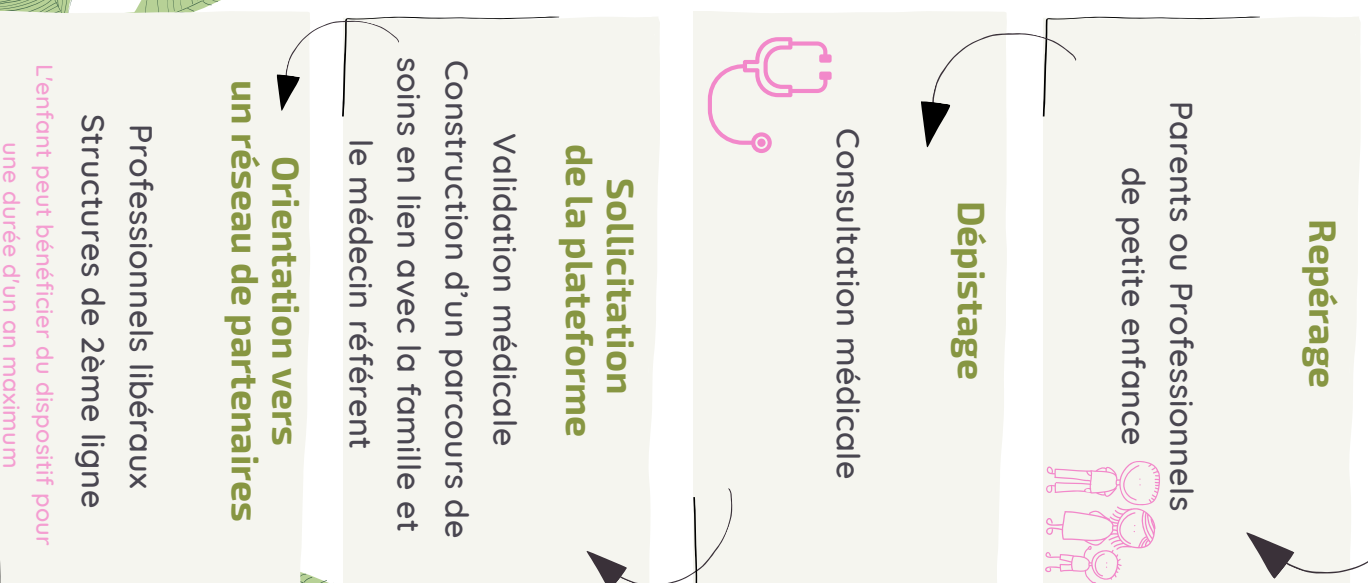 Repérage
Parents ou Professionnels
de petite enfance
Dépistage
Consultation médicale
Sollicitation
de la plateforme
Validation médicale
Construction d'un parcours de
soins en lien avec la famille et
le médecin référent
Orientation vers
un réseau de partenaires
Professionnels libéraux
Structures de 2ème ligne
L'enfant peut bénéficier du dispositif pour
une durée d'un an maximum